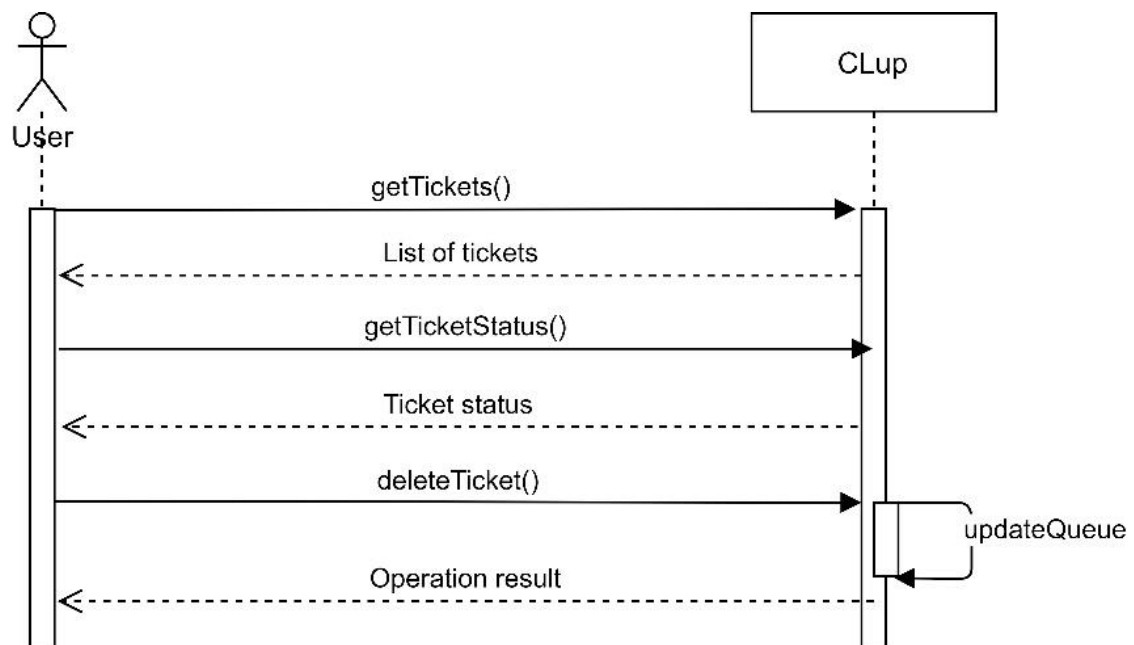 User
CLup
getTickets()
List of tickets
getTicketStatus()
Ticket status
deleteTicket()
updateQueue
Operation result